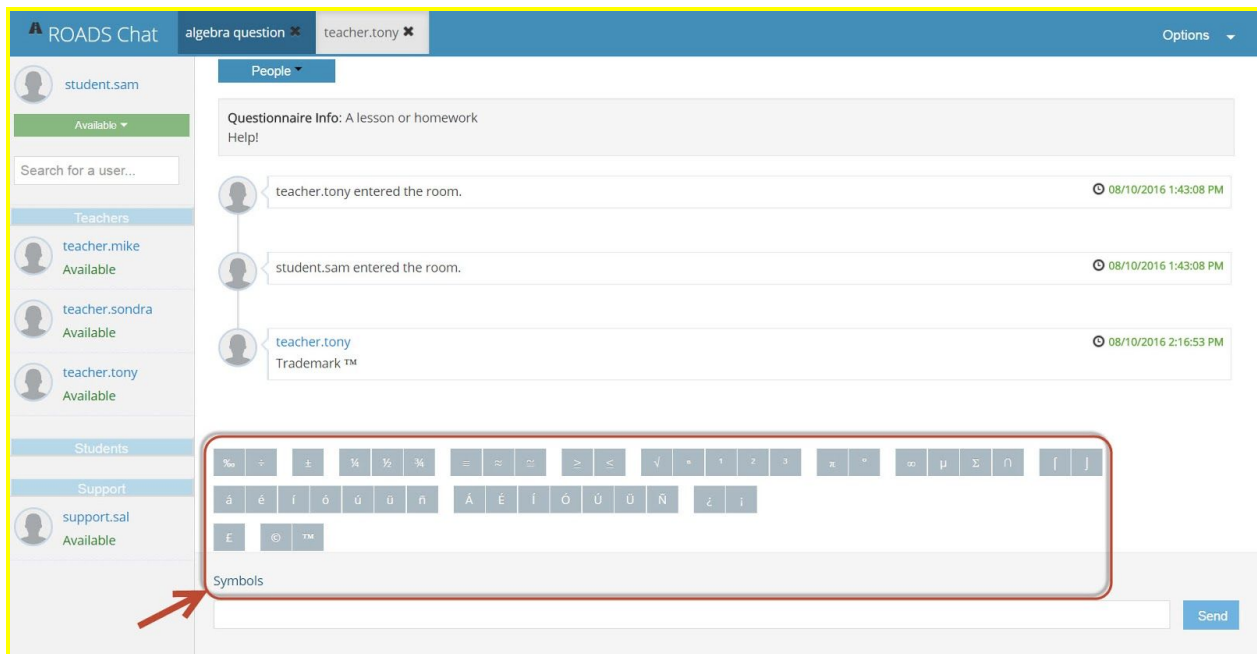 ROADS Chat
algebra question ✖
teacher.tony ✖
Options
student.sam
Available
Search for a user...
Teachers
teacher.mike
Available
teacher.sondra
Available
teacher.tony
Available
Students
Support
support.sal
Available
People
Questionnaire Info: A lesson or homework
Help!
teacher.tony entered the room.
08/10/2016 1:43:08 PM
student.sam entered the room.
08/10/2016 1:43:08 PM
teacher.tony
08/10/2016 2:16:53 PM
Trademark ™
‰ ÷ ± ¼ ½ ¾ ≡ ≈ ≅ ≥ ≤ √ ¹ ² ³ ∞ µ Σ ∩
á é í ó ú ü ñ Á É Í Ó Ú Ü Ñ ¿ ¡
£ © ™
Symbols
Send